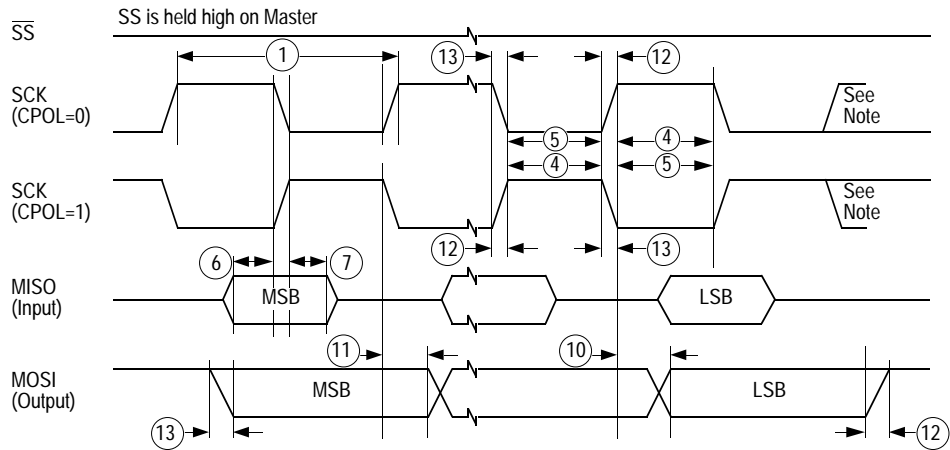 SS is held high on Master
SS
1
13
12
SCK
(CPOL=0)
See
Note
5
4
4
5
SCK
(CPOL=1)
See
Note
12
13
6
7
MISO
(Input)
MSB
LSB
11
10
MOSI
(Output)
MSB
LSB
13
12